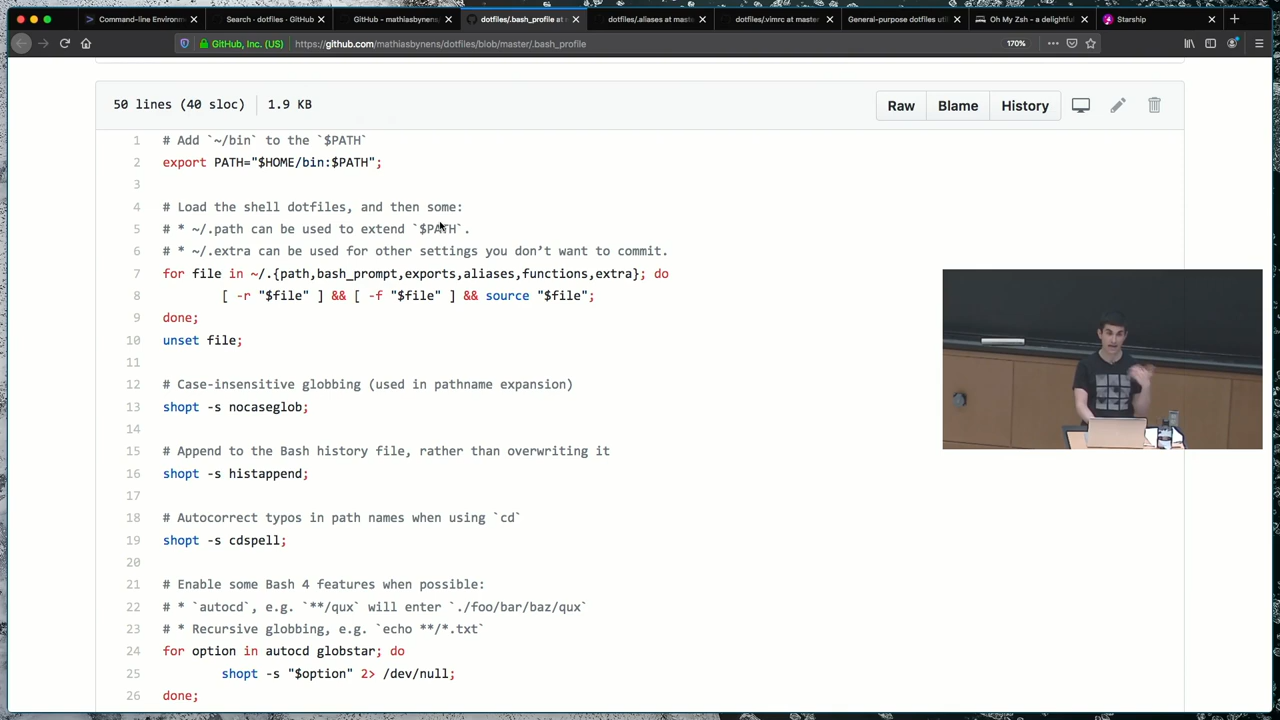 Command-line Environ
Search · dotfiles · GitHub
GitHub - mathiasbynens/
dotfiles/.bash_profile at
dotfiles/.aliases at maste
dotfiles/.vimrc at master
General-purpose dotfiles uti
Oh My Zsh - a delightful
Starship
GitHub, Inc. (US)
https://github.com/mathiasbynens/dotfiles/blob/master/.bash_profile
170%
50 lines (40 sloc)
1.9 KB
Raw
Blame
History
1 # Add `~/bin` to the `$PATH`
2 export PATH="$HOME/bin:$PATH";
3
4 # Load the shell dotfiles, and then some:
5 # * ~/.path can be used to extend `$PATH`.
6 # * ~/.extra can be used for other settings you don’t want to commit.
7 for file in ~/.{path,bash_prompt,exports,aliases,functions,extra}; do
8 [ -r "$file" ] && [ -f "$file" ] && source "$file";
9 done;
10 unset file;
11
12 # Case-insensitive globbing (used in pathname expansion)
13 shopt -s nocaseglob;
14
15 # Append to the Bash history file, rather than overwriting it
16 shopt -s histappend;
17
18 # Autocorrect typos in path names when using `cd`
19 shopt -s cdspell;
20
21 # Enable some Bash 4 features when possible:
22 # * `autocd`, e.g. `**/qux` will enter `./foo/bar/baz/qux`
23 # * Recursive globbing, e.g. `echo **/*.txt`
24 for option in autocd globstar; do
25 shopt -s "$option" 2> /dev/null;
26 done;